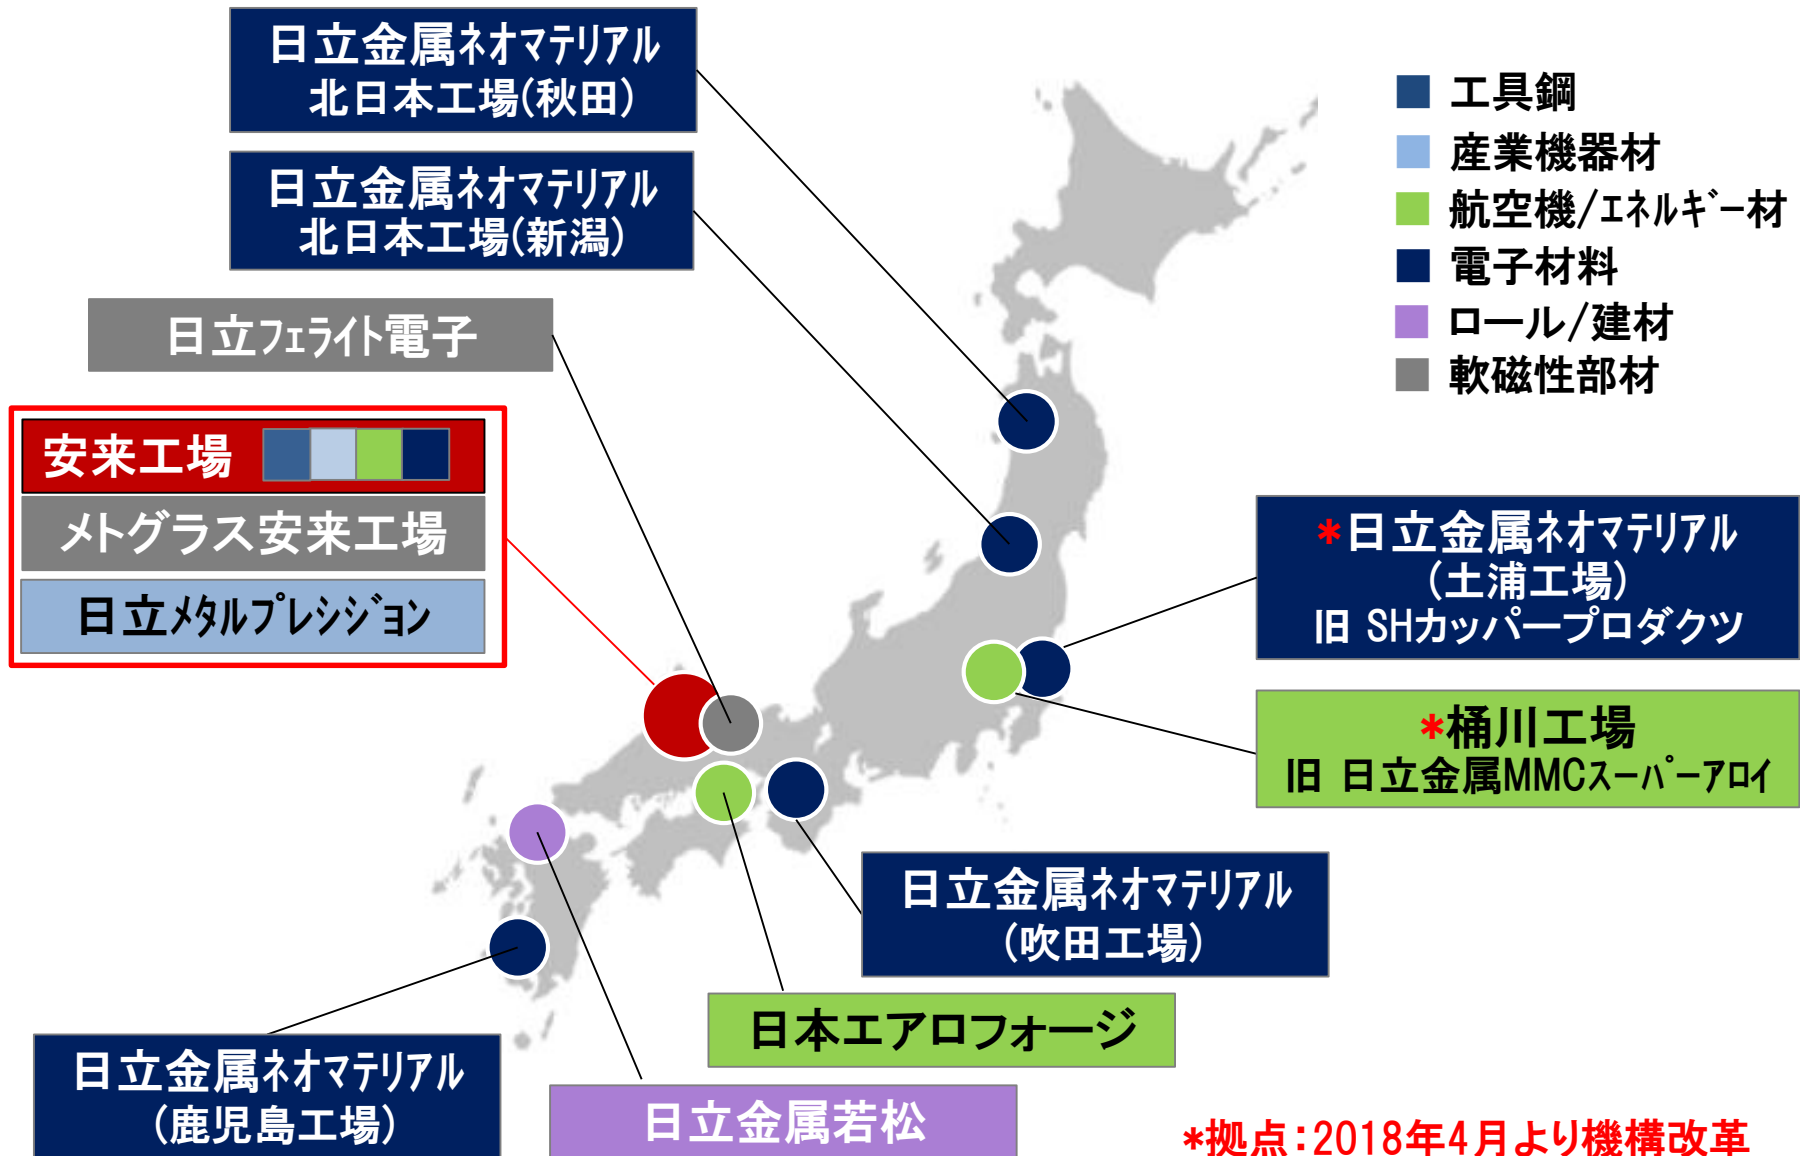 日立金属ネオマテリアル
北日本工場(秋田)
日立金属ネオマテリアル
北日本工場(新潟)
日立フェライト電子
安来工場
メトグラス安来工場
日立メタルプレシジョン
工具鋼
産業機器材
航空機/エネルギー材
電子材料
ロール/建材
軟磁性部材
*日立金属ネオマテリアル
(土浦工場)
旧 SHカッパープロダクツ
*桶川工場
旧 日立金属MMCスーパーアロイ
日立金属ネオマテリアル
(吹田工場)
日本エアロフォージ
日立金属ネオマテリアル
(鹿児島工場)
日立金属若松
*拠点:2018年4月より機構改革